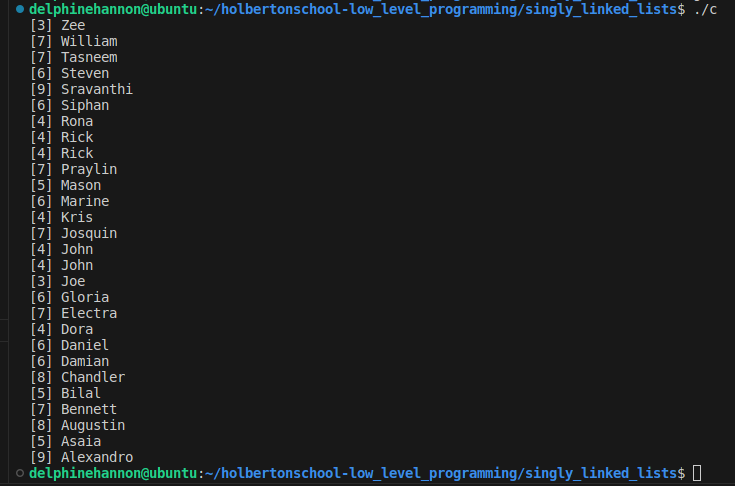 delphinehannon@ubuntu:~/holbertonschool-low_level_programming/singly_linked_lists$ ./c
[3] Zee
[7] William
[7] Tasneem
[6] Steven
[9] Sravanthi
[6] Siphan
[4] Rona
[4] Rick
[4] Rick
[7] Praylin
[5] Mason
[6] Marine
[4] Kris
[7] Josquin
[4] John
[4] John
[3] Joe
[6] Gloria
[7] Electra
[4] Dora
[6] Daniel
[6] Damian
[8] Chandler
[5] Bilal
[7] Bennett
[8] Augustin
[5] Asaia
[9] Alexandro
delphinehannon@ubuntu:~/holbertonschool-low_level_programming/singly_linked_lists$